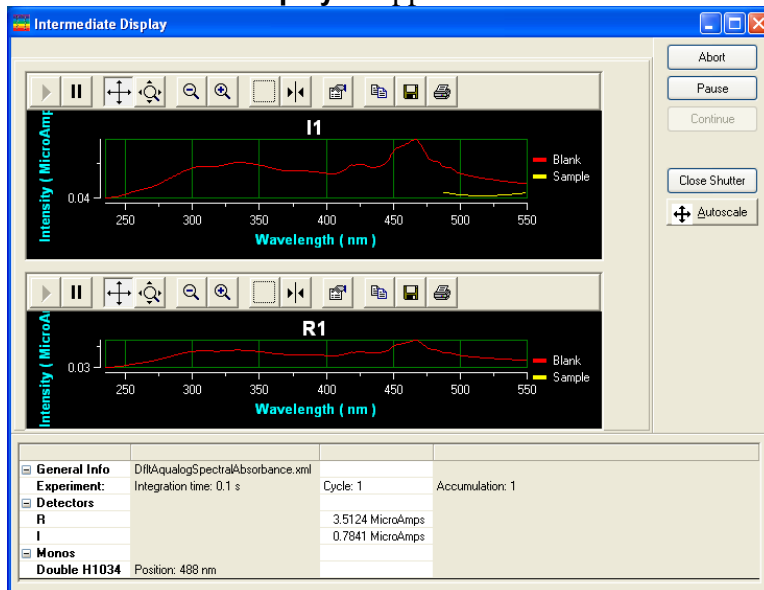 Intermediate Display
Abort
Pause
Continue
Close Shutter
Autoscale
I1
Intensity ( MicroAmp
0.04
250 300 350 400 450 500 550
Wavelength ( nm )
Blank
Sample
R1
Intensity ( MicroA
0.03
250 300 350 400 450 500 550
Wavelength ( nm )
Blank
Sample
General Info DfltAqualogSpectralAbsorbance.xml
Experiment: Integration time: 0.1 s Cycle: 1 Accumulation: 1
Detectors
R 3.5124 MicroAmps
I 0.7841 MicroAmps
Monos
Double H1034 Position: 488 nm